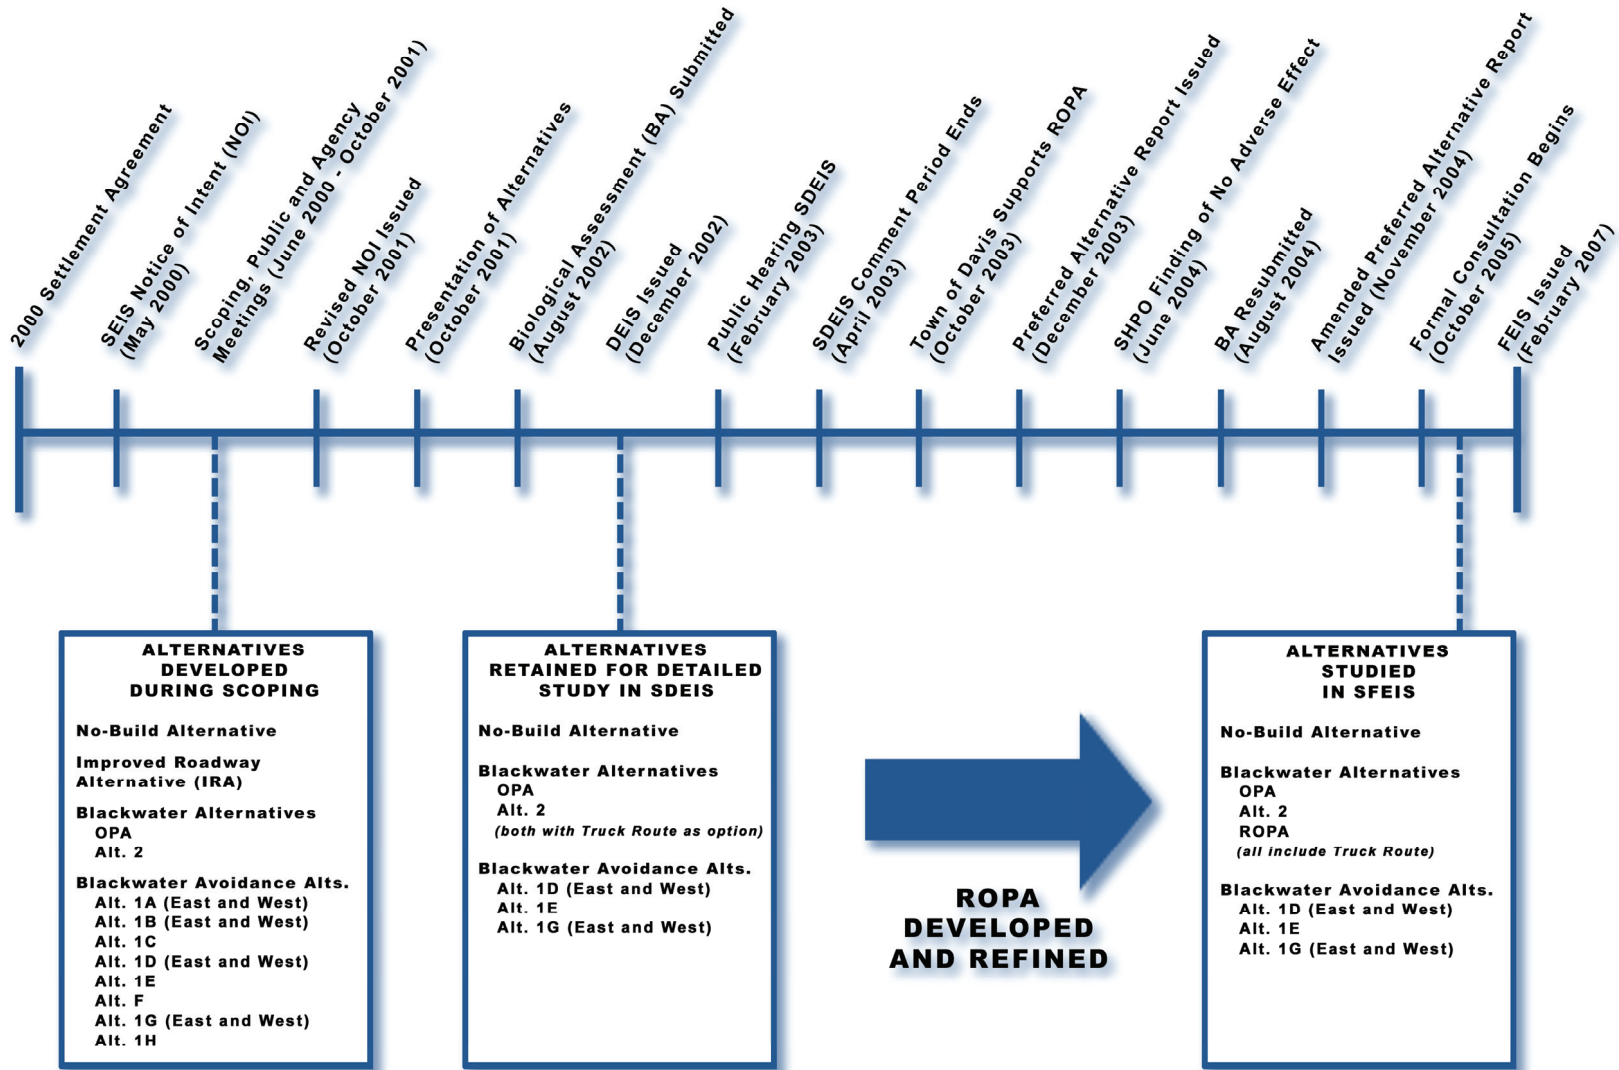 2000 Settlement Agreement
SEIS Notice of Intent (NOI)
(May 2000)
Scoping, Public and Agency
Meetings (June 2000 - October 2001)
Revised NOI Issued
(October 2001)
Presentation of Alternatives
(October 2001)
Biological Assessment (BA) Submitted
(August 2002)
DEIS Issued
(December 2002)
Public Hearing SDEIS
(February 2003)
SDEIS Comment Period Ends
(April 2003)
Town of Davis Supports ROPA
(October 2003)
Preferred Alternative Report Issued
(December 2003)
SHPO Finding of No Adverse Effect
(June 2004)
BA Resubmitted
(August 2004)
Amended Preferred Alternative Report
Issued (November 2004)
Formal Consultation Begins
(October 2005)
FEIS Issued
(February 2007)
ALTERNATIVES
DEVELOPED
DURING SCOPING
No-Build Alternative
Improved Roadway
Alternative (IRA)
Blackwater Alternatives
OPA
Alt. 2
Blackwater Avoidance Alts.
Alt. 1A (East and West)
Alt. 1B (East and West)
Alt. 1C
Alt. 1D (East and West)
Alt. 1E
Alt. F
Alt. 1G (East and West)
Alt. 1H
ALTERNATIVES
RETAINED FOR DETAILED
STUDY IN SDEIS
No-Build Alternative
Blackwater Alternatives
OPA
Alt. 2
(both with Truck Route as option)
Blackwater Avoidance Alts.
Alt. 1D (East and West)
Alt. 1E
Alt. 1G (East and West)
ROPA
DEVELOPED
AND REFINED
ALTERNATIVES
STUDIED
IN SFEIS
No-Build Alternative
Blackwater Alternatives
OPA
Alt. 2
ROPA
(all include Truck Route)
Blackwater Avoidance Alts.
Alt. 1D (East and West)
Alt. 1E
Alt. 1G (East and West)